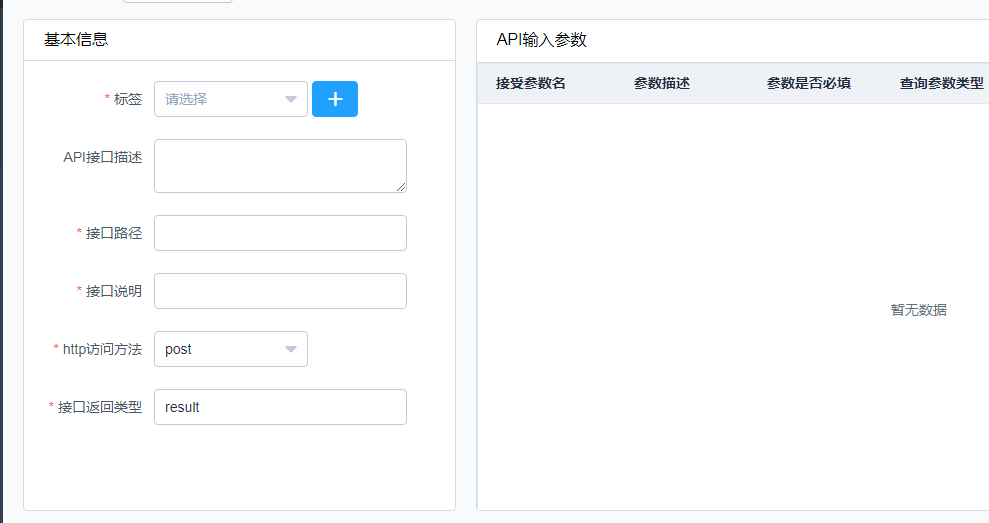 基本信息
* 标签 请选择 +
API接口描述
* 接口路径
* 接口说明
* http访问方法 post
* 接口返回类型 result
API输入参数
接受参数名 参数描述 参数是否必填 查询参数类型
暂无数据